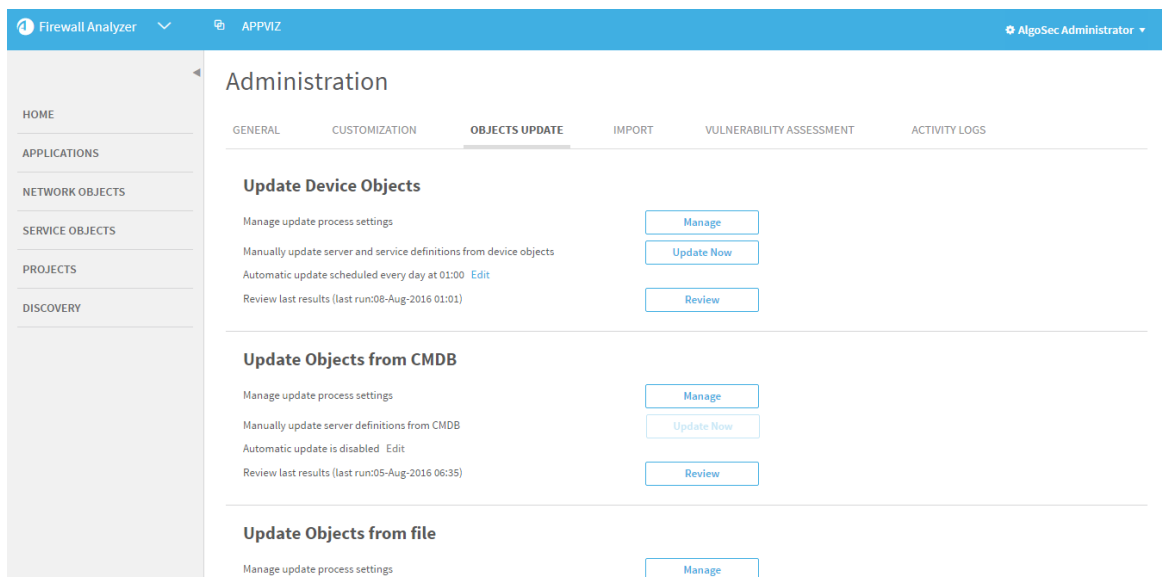 Firewall Analyzer
APPVIZ
AlgoSec Administrator
HOME
APPLICATIONS
NETWORK OBJECTS
SERVICE OBJECTS
PROJECTS
DISCOVERY
Administration
GENERAL CUSTOMIZATION OBJECTS UPDATE IMPORT VULNERABILITY ASSESSMENT ACTIVITY LOGS
Update Device Objects
Manage update process settings Manage
Manually update server and service definitions from device objects Update Now
Automatic update scheduled every day at 01:00 Edit
Review last results (last run:08-Aug-2016 01:01) Review
Update Objects from CMDB
Manage update process settings Manage
Manually update server definitions from CMDB Update Now
Automatic update is disabled Edit
Review last results (last run:05-Aug-2016 06:35) Review
Update Objects from file
Manage update process settings Manage